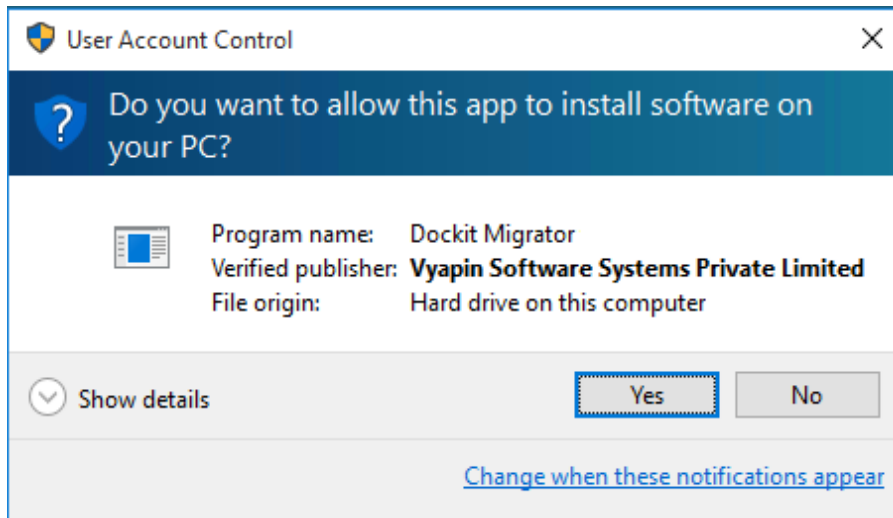 User Account Control
Do you want to allow this app to install software on
your PC?
Program name: Dockit Migrator
Verified publisher: Vyapin Software Systems Private Limited
File origin: Hard drive on this computer
Show details
Yes
No
Change when these notifications appear